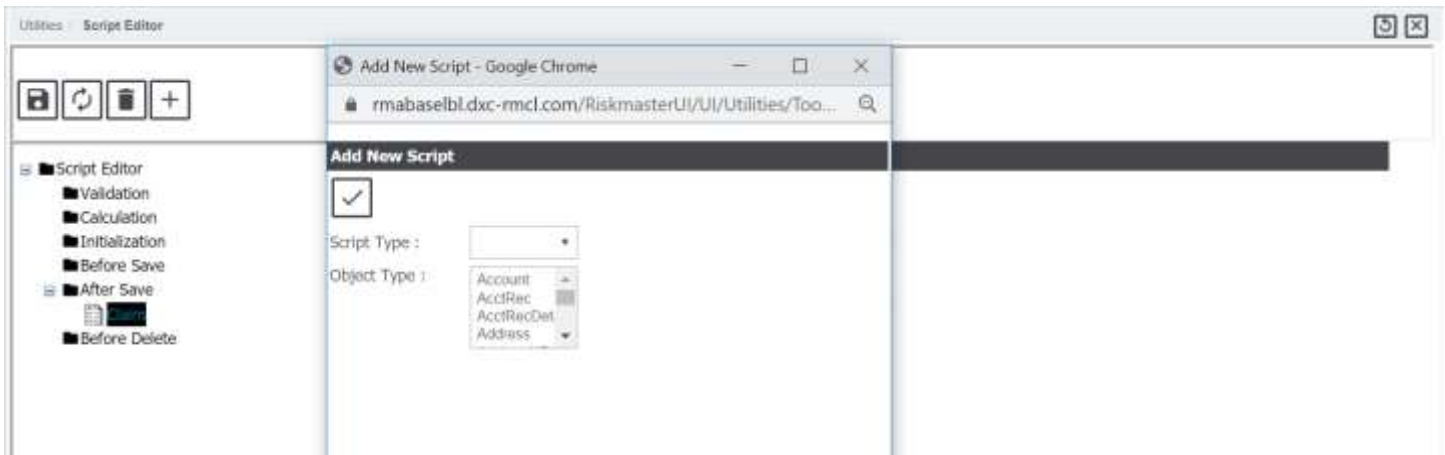 Utilities Script Editor
Add New Script - Google Chrome
rmabaselbl.dxc-rmcl.com/RiskmasterUI/UI/Utilities/Too...
Add New Script
Script Editor
Validation
Calculation
Initialization
Before Save
After Save
Claim
Before Delete
Script Type :
Object Type :
Account
AcctRec
AcctRecDet
Address